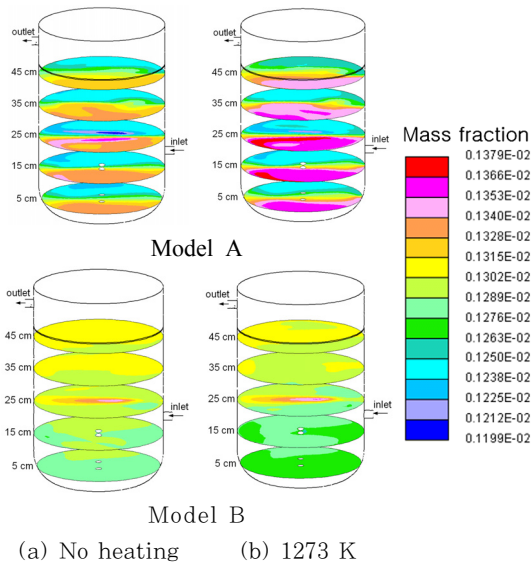 outlet
45 cm
35 cm
25 cm
inlet
15 cm
5 cm
outlet
45 cm
35 cm
25 cm
inlet
15 cm
5 cm
Model A
outlet
45 cm
35 cm
25 cm
inlet
15 cm
5 cm
outlet
45 cm
35 cm
25 cm
inlet
15 cm
5 cm
Model B
(a) No heating
(b) 1273 K
Mass fraction
0.1379E-02
0.1366E-02
0.1353E-02
0.1340E-02
0.1328E-02
0.1315E-02
0.1302E-02
0.1289E-02
0.1276E-02
0.1263E-02
0.1250E-02
0.1238E-02
0.1225E-02
0.1212E-02
0.1199E-02